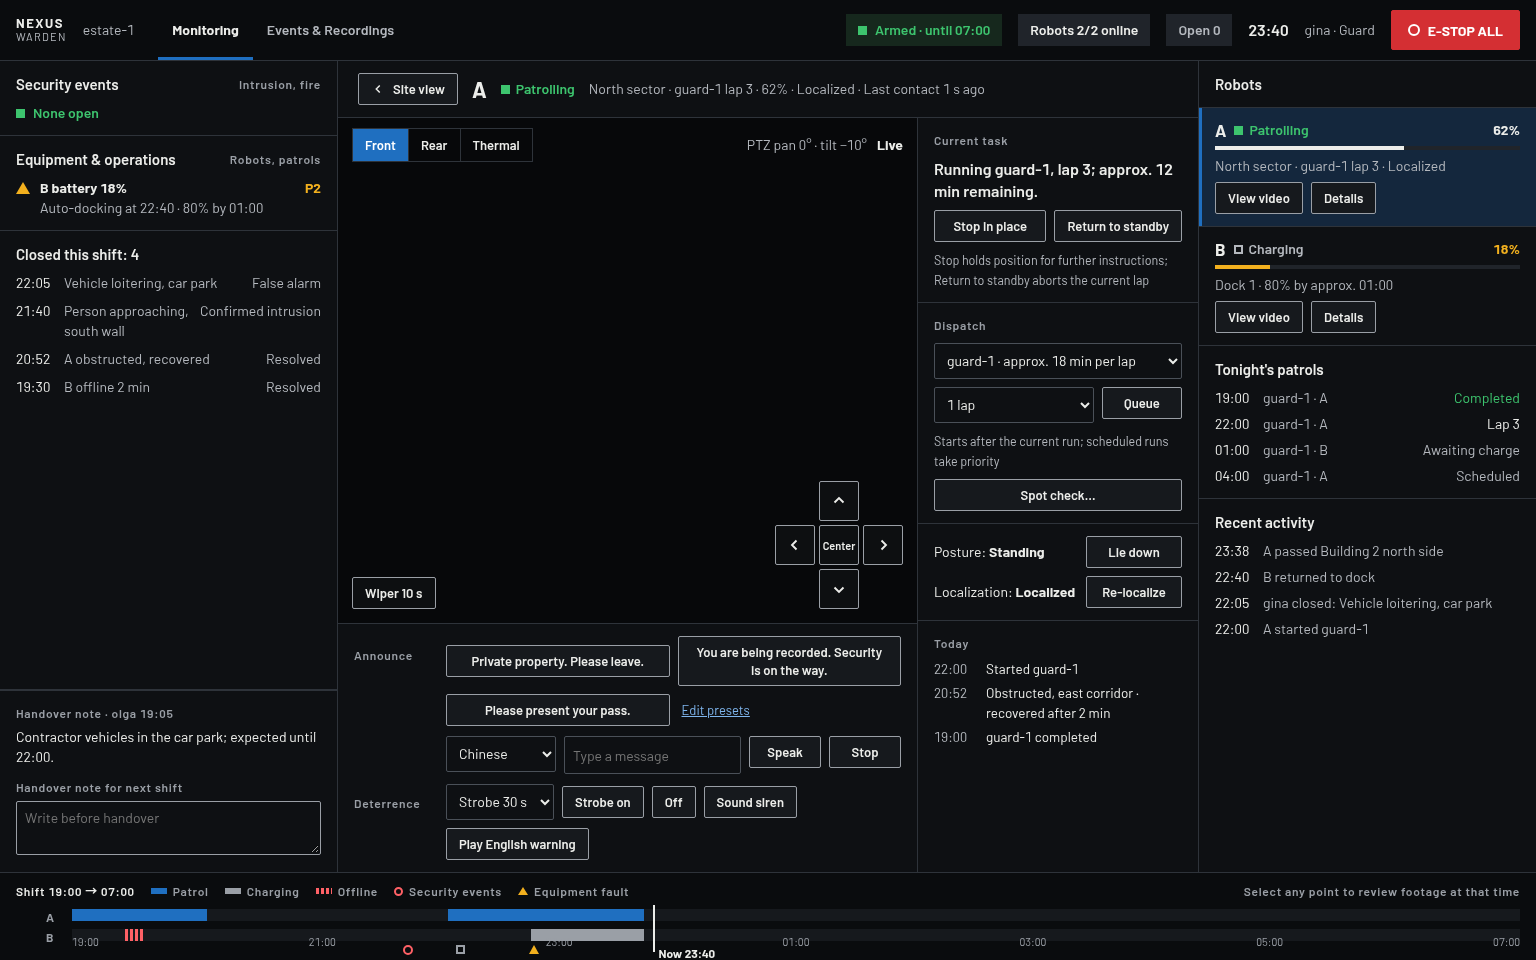 NEXUS
WARDEN
estate-1
Monitoring
Events & Recordings
Armed · until 07:00
Robots 2/2 online
Open 0
23:40
gina · Guard
E-STOP ALL
Security events
Intrusion, fire
None open
Equipment & operations
Robots, patrols
B battery 18%
P2
Auto-docking at 22:40 · 80% by 01:00
Closed this shift: 4
22:05 Vehicle loitering, car park False alarm
21:40 Person approaching, south wall Confirmed intrusion
20:52 A obstructed, recovered Resolved
19:30 B offline 2 min Resolved
Handover note · olga 19:05
Contractor vehicles in the car park; expected until
22:00.
Handover note for next shift
Write before handover
Site view
A
Patrolling
North sector · guard-1 lap 3 · 62% · Localized · Last contact 1 s ago
Front
Rear
Thermal
PTZ pan 0° · tilt −10°
Live
Center
Wiper 10 s
Announce
Private property. Please leave.
You are being recorded. Security
is on the way.
Please present your pass.
Edit presets
Chinese
Type a message
Speak
Stop
Deterrence
Strobe 30 s
Strobe on
Off
Sound siren
Play English warning
Current task
Running guard-1, lap 3; approx. 12
min remaining.
Stop in place
Return to standby
Stop holds position for further instructions;
Return to standby aborts the current lap
Dispatch
guard-1 · approx. 18 min per lap
1 lap
Queue
Starts after the current run; scheduled runs
take priority
Spot check...
Posture: Standing
Lie down
Localization: Localized
Re-localize
Today
22:00 Started guard-1
20:52 Obstructed, east corridor ·
recovered after 2 min
19:00 guard-1 completed
Robots
A Patrolling 62%
North sector · guard-1 lap 3 · Localized
View video
Details
B Charging 18%
Dock 1 · 80% by approx. 01:00
View video
Details
Tonight's patrols
19:00 guard-1 · A Completed
22:00 guard-1 · A Lap 3
01:00 guard-1 · B Awaiting charge
04:00 guard-1 · A Scheduled
Recent activity
23:38 A passed Building 2 north side
22:40 B returned to dock
22:05 gina closed: Vehicle loitering, car park
22:00 A started guard-1
Shift 19:00 → 07:00
Patrol
Charging
Offline
Security events
Equipment fault
Select any point to review footage at that time
A
B
19:00
21:00
23:00
01:00
03:00
05:00
07:00
Now 23:40